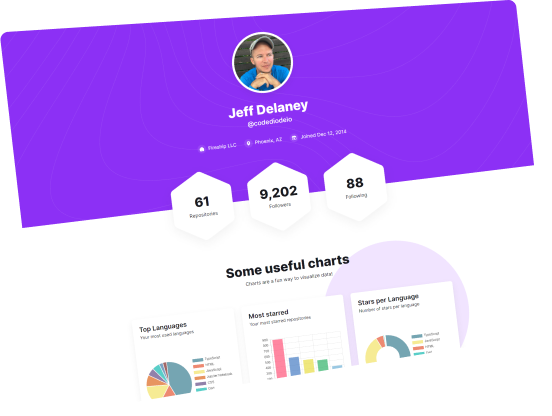 Jeff Delaney
@codediodeio
Fireship LLC Phoenix, AZ Joined Dec 12, 2014
61
Repositories
9,202
Followers
88
Following
Some useful charts
Charts are a fun way to visualize data!
Top Languages
Your most used languages
TypeScript
HTML
JavaScript
Jupyter Notebook
CSS
Most starred
Your most starred repositories
Stars per Language
Number of stars per language
TypeScript
JavaScript
HTML